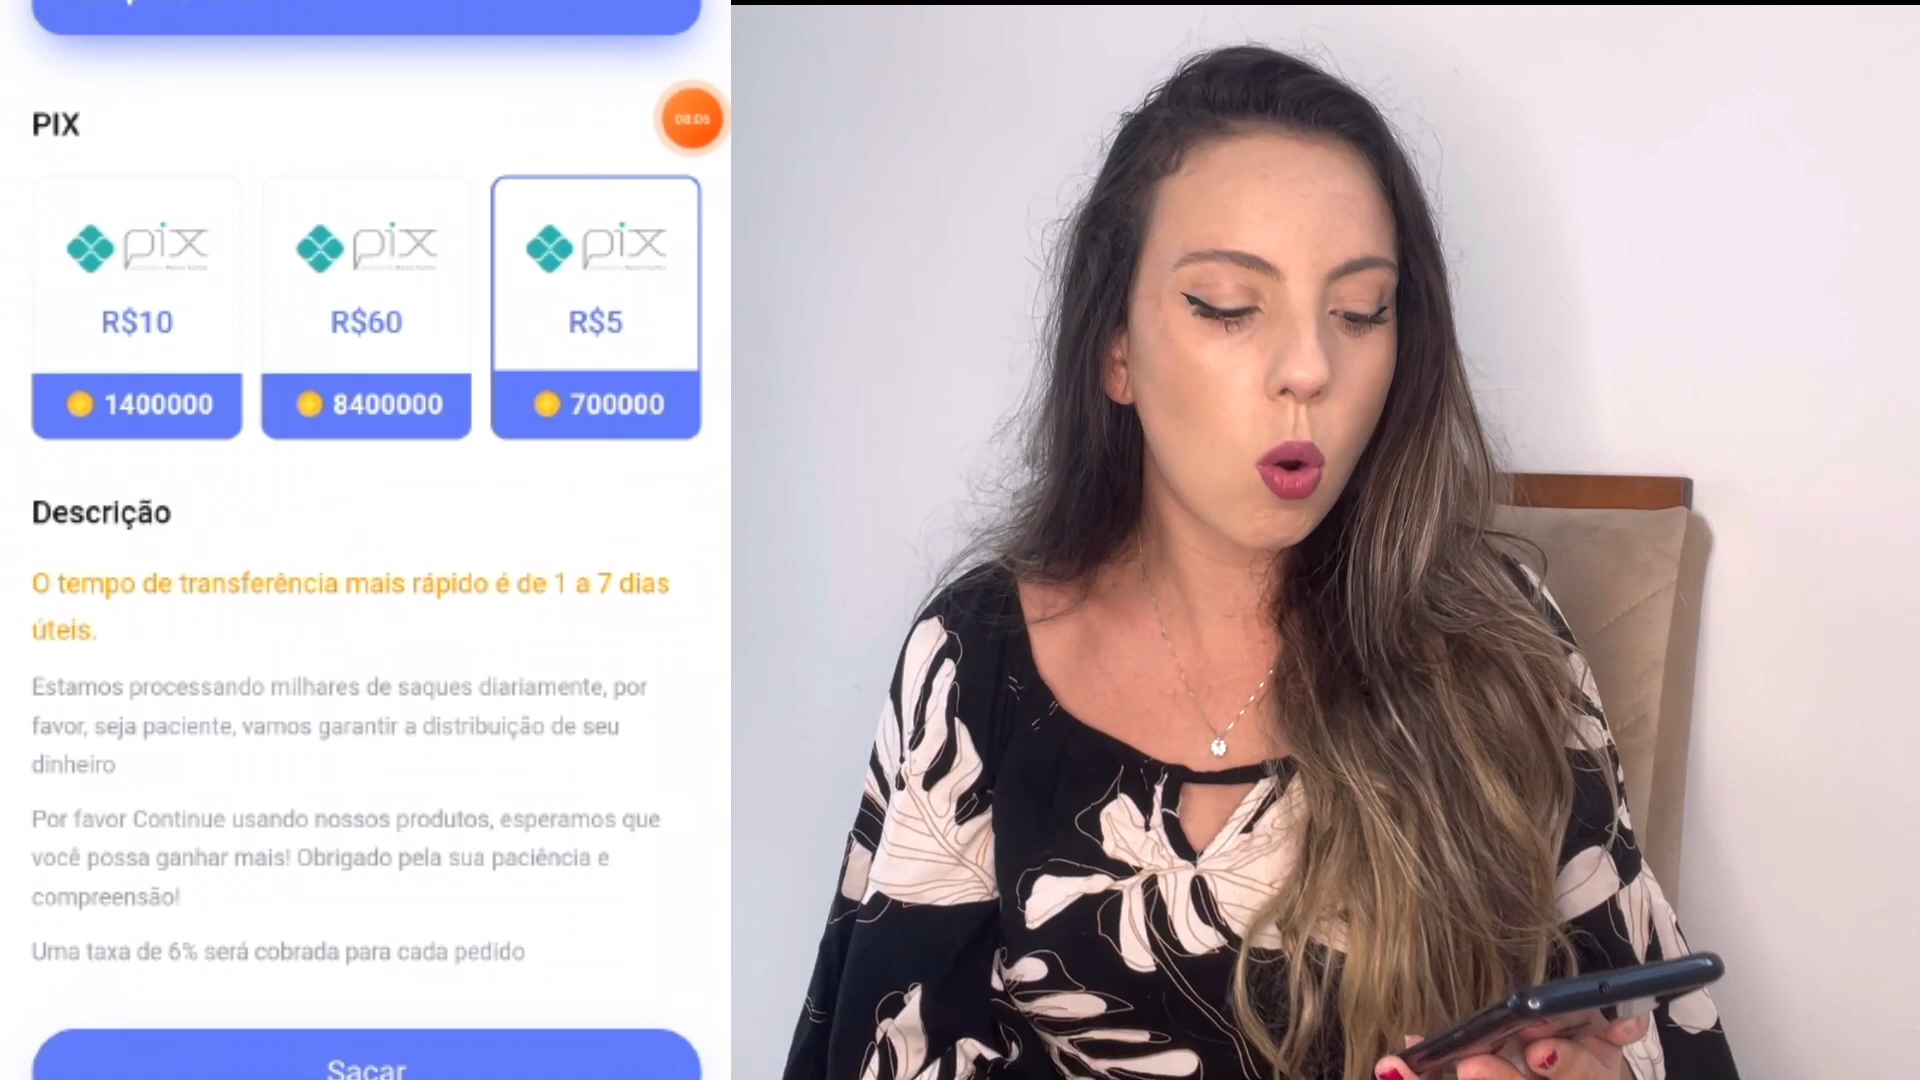 PIX
pix
pix
pix
R$10
R$60
R$5
1400000
8400000
700000
Descrição
O tempo de transferência mais rápido é de 1 a 7 dias
úteis.
Estamos processando milhares de saques diariamente, por
favor, seja paciente, vamos garantir a distribuição de seu
dinheiro
Por favor Continue usando nossos produtos, esperamos que
você possa ganhar mais! Obrigado pela sua paciência e
compreensão!
Uma taxa de 6% será cobrada para cada pedido
Sacar